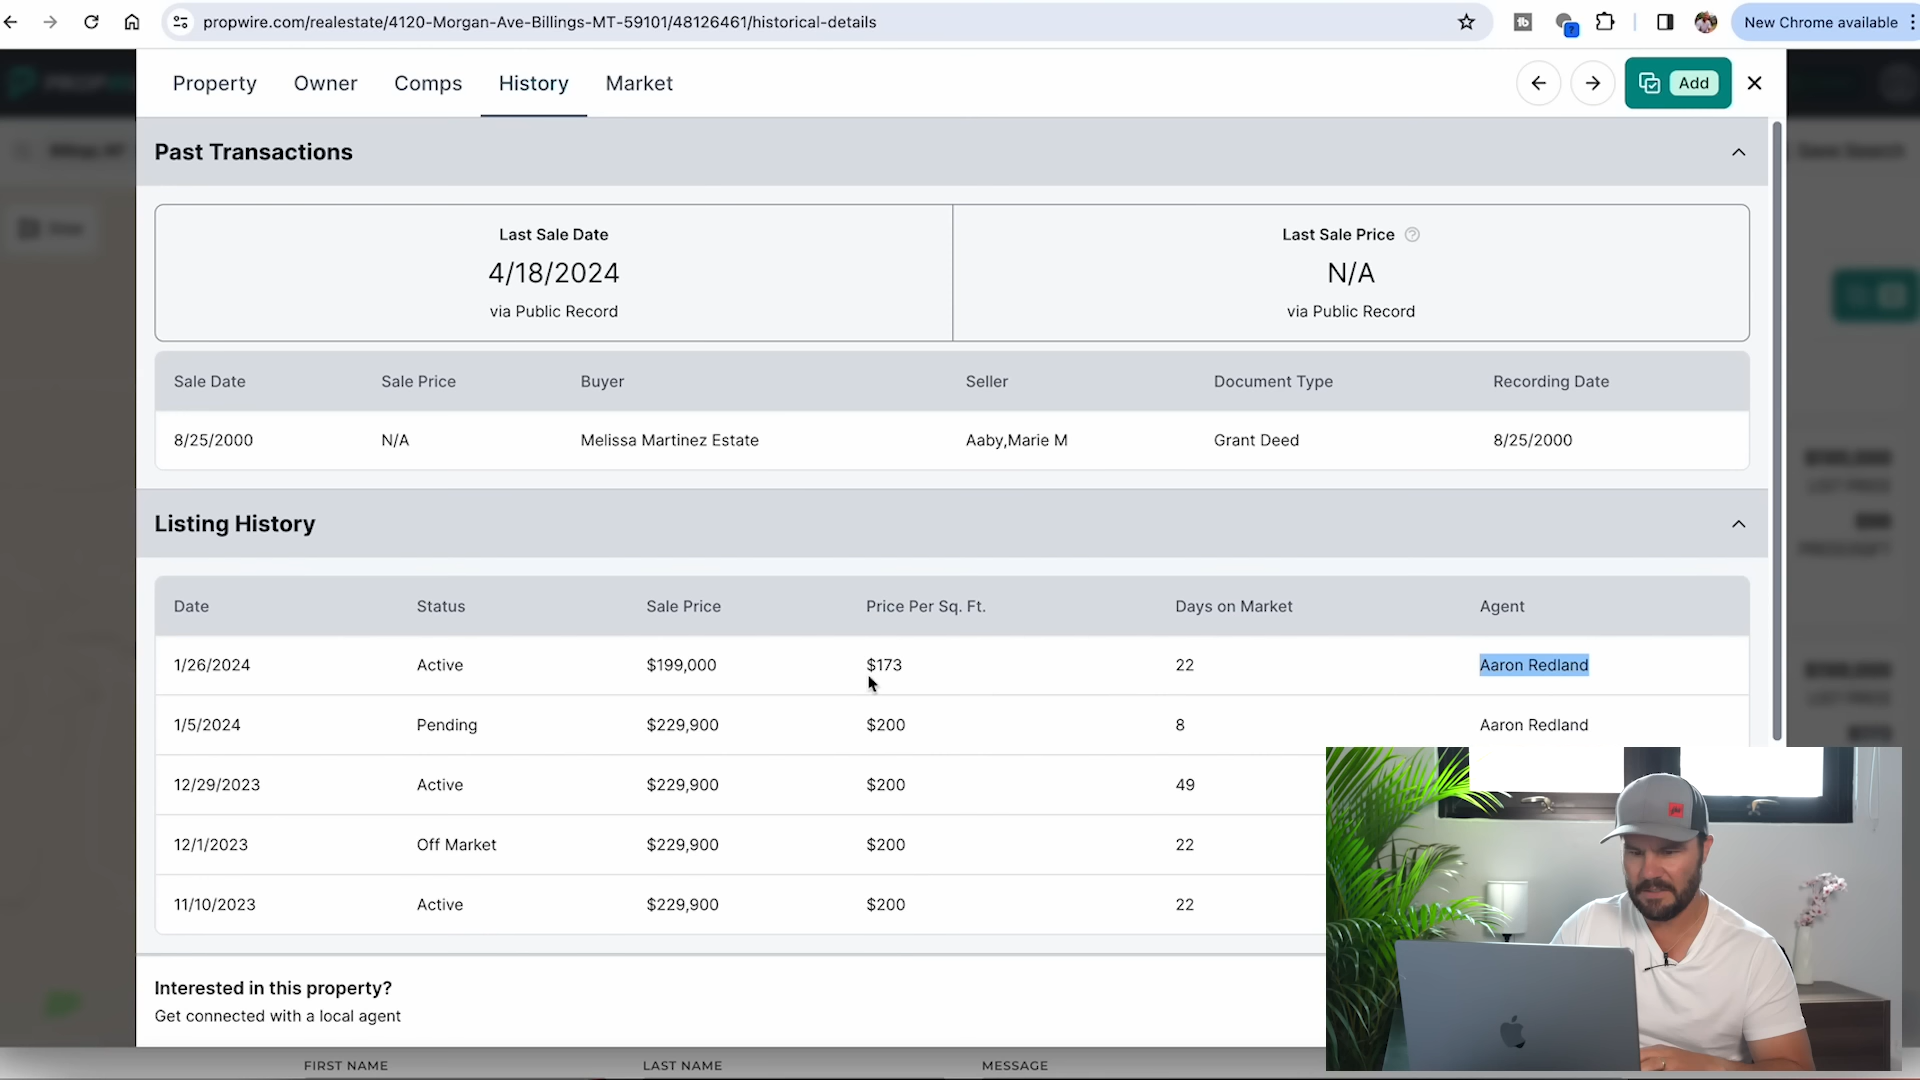 propwire.com/realestate/4120-Morgan-Ave-Billings-MT-59101/48126461/historical-details
New Chrome available
Property Owner Comps History Market
Add
Past Transactions
Last Sale Date
4/18/2024
via Public Record
Last Sale Price
N/A
via Public Record
Sale Date Sale Price Buyer Seller Document Type Recording Date
8/25/2000 N/A Melissa Martinez Estate Aaby,Marie M Grant Deed 8/25/2000
Listing History
Date Status Sale Price Price Per Sq. Ft. Days on Market Agent
1/26/2024 Active $199,000 $173 22 Aaron Redland
1/5/2024 Pending $229,900 $200 8 Aaron Redland
12/29/2023 Active $229,900 $200 49
12/1/2023 Off Market $229,900 $200 22
11/10/2023 Active $229,900 $200 22
Interested in this property?
Get connected with a local agent
FIRST NAME LAST NAME MESSAGE